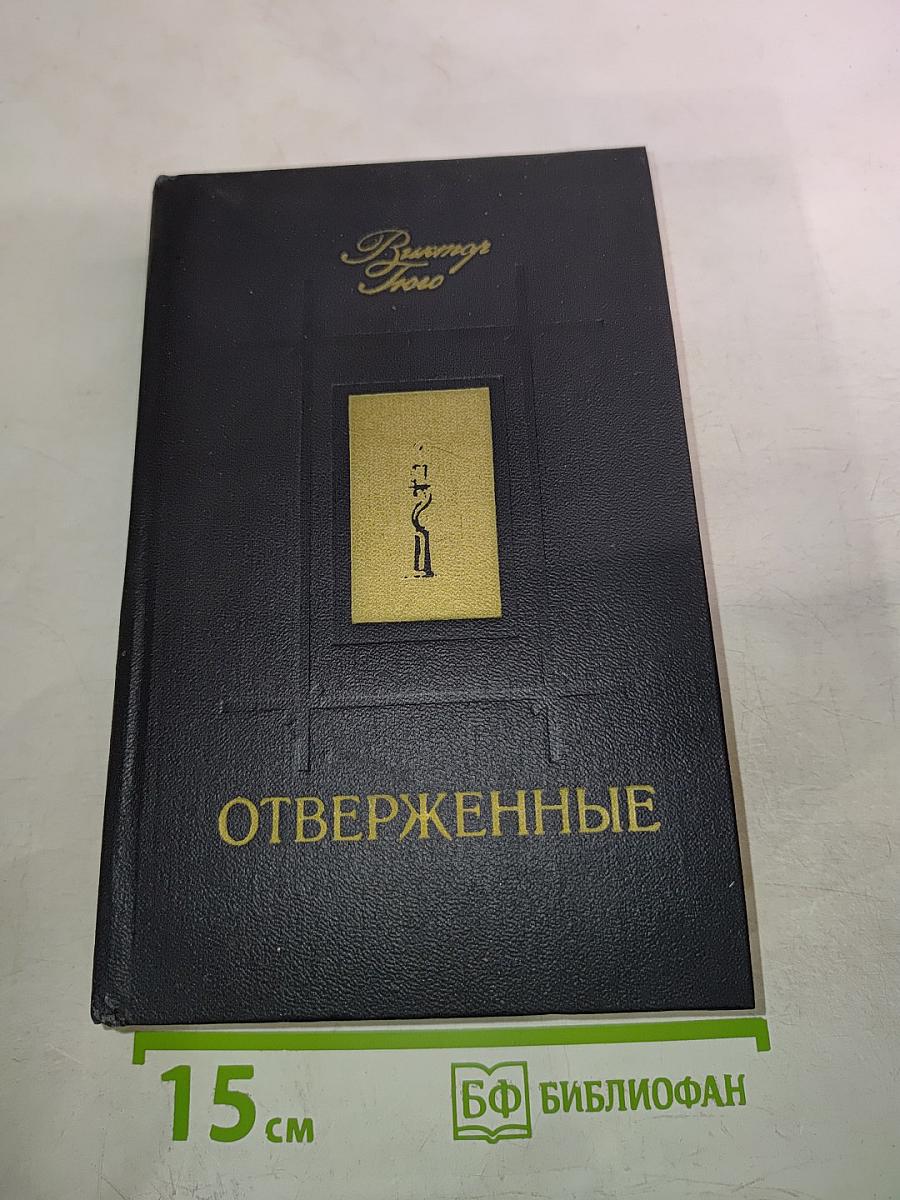 Виктор
Гюго
ОТВЕРЖЕННЫЕ
15 см
БФ БИБЛИОФАН